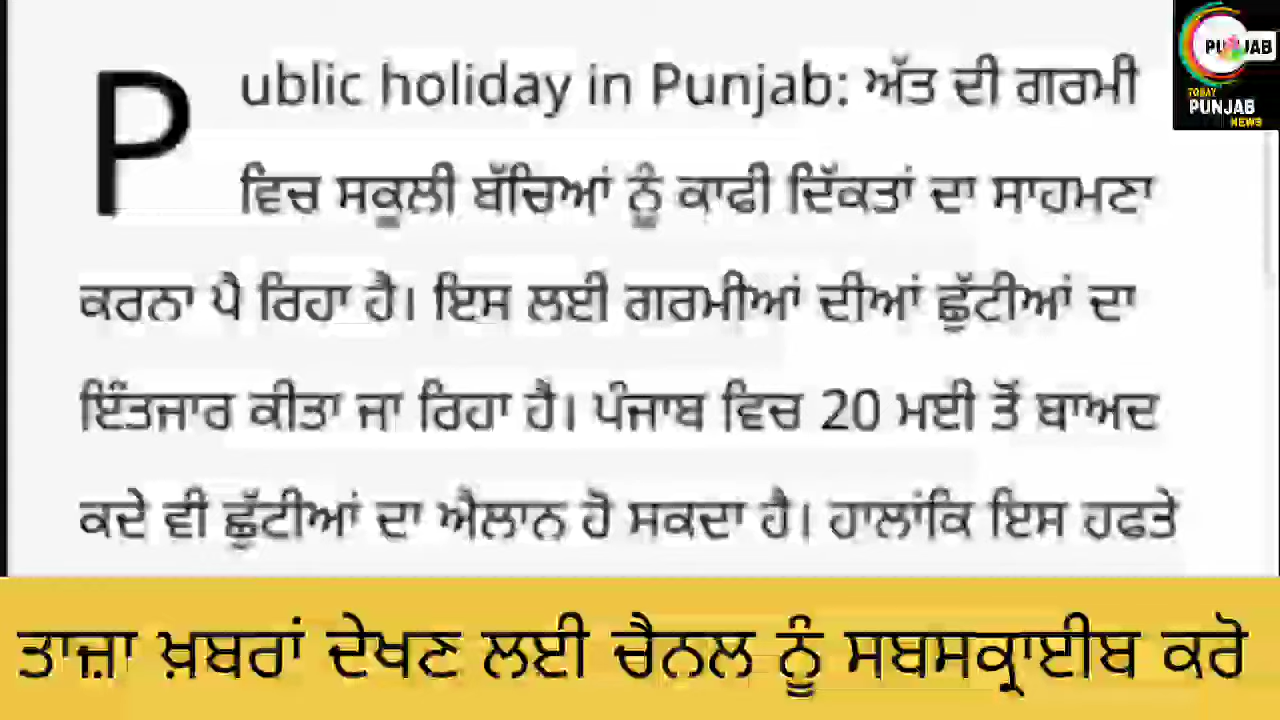 Public holiday in Punjab: ਅੱਤ ਦੀ ਗਰਮੀ
ਵਿਚ ਸਕੂਲੀ ਬੱਚਿਆਂ ਨੂੰ ਕਾਫੀ ਦਿੱਕਤਾਂ ਦਾ ਸਾਹਮਣਾ
ਕਰਨਾ ਪੈ ਰਿਹਾ ਹੈ। ਇਸ ਲਈ ਗਰਮੀਆਂ ਦੀਆਂ ਛੁੱਟੀਆਂ ਦਾ
ਇੰਤਜਾਰ ਕੀਤਾ ਜਾ ਰਿਹਾ ਹੈ। ਪੰਜਾਬ ਵਿਚ 20 ਮਈ ਤੋਂ ਬਾਅਦ
ਕਦੇ ਵੀ ਛੁੱਟੀਆਂ ਦਾ ਐਲਾਨ ਹੋ ਸਕਦਾ ਹੈ। ਹਾਲਾਂਕਿ ਇਸ ਹਫਤੇ
PUNJAB
TODAY
PUNJAB
NEWS
ਤਾਜ਼ਾ ਖ਼ਬਰਾਂ ਦੇਖਣ ਲਈ ਚੈਨਲ ਨੂੰ ਸਬਸਕ੍ਰਾਈਬ ਕਰੋ